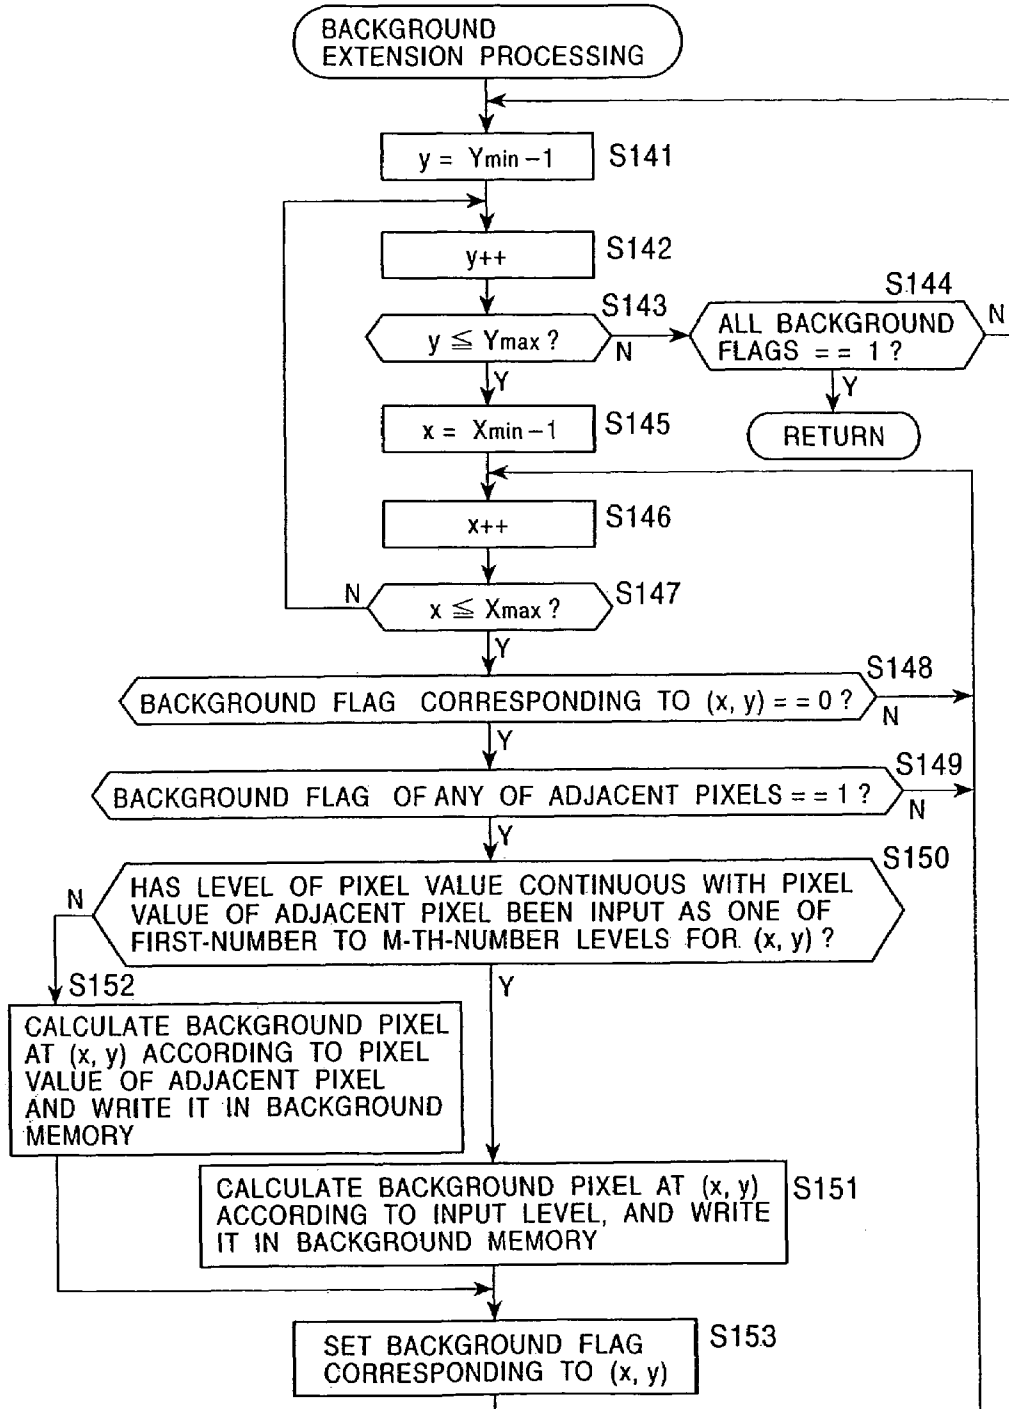 BACKGROUND
EXTENSION PROCESSING
y = Ymin −1
S141
y++
S142
y ≦ Ymax ?
S143
N
Y
ALL BACKGROUND
FLAGS = = 1 ?
S144
N
Y
RETURN
x = Xmin −1
S145
x++
S146
x ≦ Xmax ?
S147
N
Y
BACKGROUND FLAG CORRESPONDING TO (x, y) = = 0 ?
S148
N
Y
BACKGROUND FLAG OF ANY OF ADJACENT PIXELS = = 1 ?
S149
N
Y
HAS LEVEL OF PIXEL VALUE CONTINUOUS WITH PIXEL
VALUE OF ADJACENT PIXEL BEEN INPUT AS ONE OF
FIRST-NUMBER TO M-TH-NUMBER LEVELS FOR (x, y) ?
S150
N
Y
S152
CALCULATE BACKGROUND PIXEL
AT (x, y) ACCORDING TO PIXEL
VALUE OF ADJACENT PIXEL
AND WRITE IT IN BACKGROUND
MEMORY
CALCULATE BACKGROUND PIXEL AT (x, y)
ACCORDING TO INPUT LEVEL, AND WRITE
IT IN BACKGROUND MEMORY
S151
SET BACKGROUND FLAG
CORRESPONDING TO (x, y)
S153